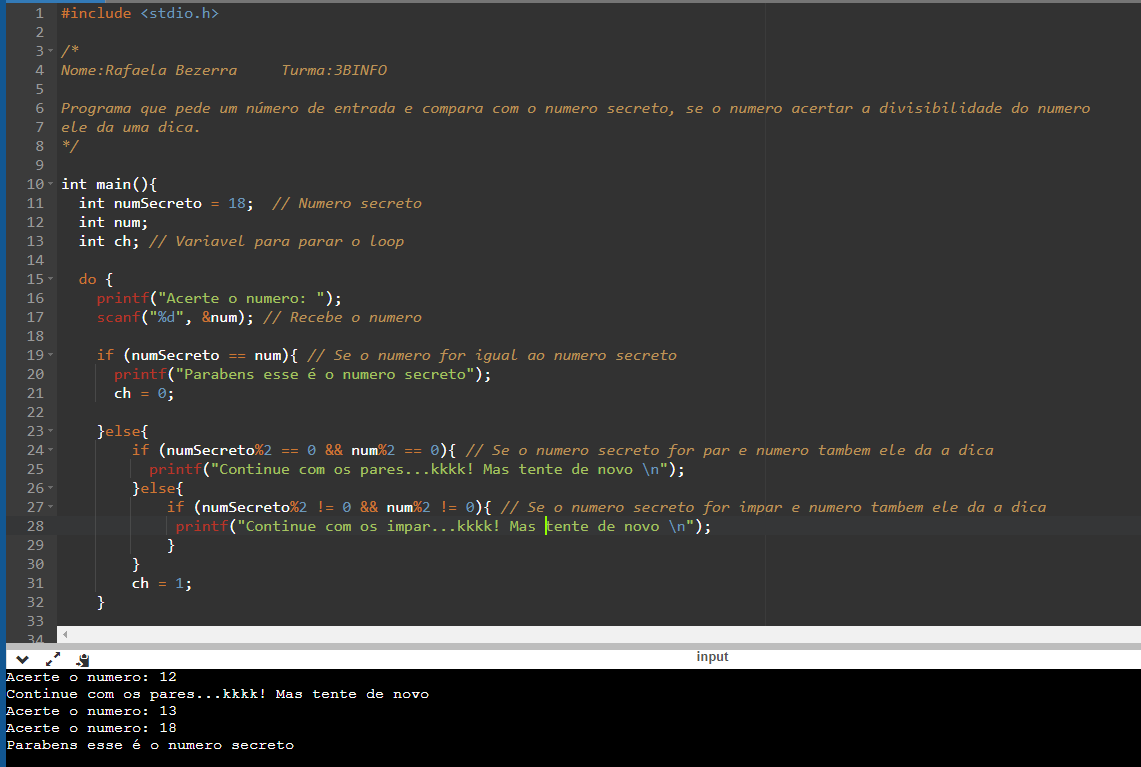 1 #include <stdio.h>
2
3 /*
4 Nome:Rafaela Bezerra     Turma:3BINFO
5
6 Programa que pede um número de entrada e compara com o numero secreto, se o numero acertar a divisibilidade do numero
7 ele da uma dica.
8 */
9
10 int main(){
11   int numSecreto = 18;  // Numero secreto
12   int num;
13   int ch; // Variavel para parar o loop
14
15   do {
16     printf("Acerte o numero: ");
17     scanf("%d", &num); // Recebe o numero
18
19     if (numSecreto == num){ // Se o numero for igual ao numero secreto
20       printf("Parabens esse é o numero secreto");
21       ch = 0;
22
23     }else{
24         if (numSecreto%2 == 0 && num%2 == 0){ // Se o numero secreto for par e numero tambem ele da a dica
25           printf("Continue com os pares...kkkk! Mas tente de novo \n");
26         }else{
27             if (numSecreto%2 != 0 && num%2 != 0){ // Se o numero secreto for impar e numero tambem ele da a dica
28              printf("Continue com os impar...kkkk! Mas tente de novo \n");
29             }
30         }
31         ch = 1;
32     }
33
34
input
Acerte o numero: 12
Continue com os pares...kkkk! Mas tente de novo
Acerte o numero: 13
Acerte o numero: 18
Parabens esse é o numero secreto